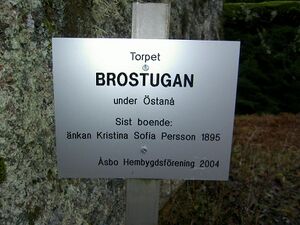 Torpet
BROSTUGAN
under Östanå
Sist boende:
änkan Kristina Sofia Persson 1895
Åsbo Hembygdsförening 2004